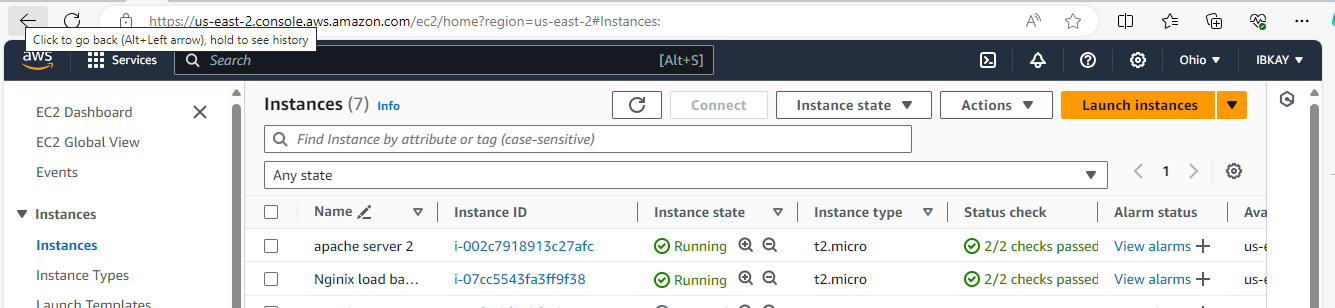 https://us-east-2.console.aws.amazon.com/ec2/home?region=us-east-2#Instances:
Click to go back (Alt+Left arrow), hold to see history
aws
Services
Search
[Alt+S]
Ohio
IBKAY
EC2 Dashboard
EC2 Global View
Events
Instances
Instances
Instance Types
Launch Templates
Instances (7) Info
Connect
Instance state
Actions
Launch instances
Find Instance by attribute or tag (case-sensitive)
Any state
1
Name Instance ID Instance state Instance type Status check Alarm status Ava
apache server 2 i-002c7918913c27afc Running t2.micro 2/2 checks passed View alarms us-e
Nginix load ba... i-07cc5543fa3ff9f38 Running t2.micro 2/2 checks passed View alarms us-e